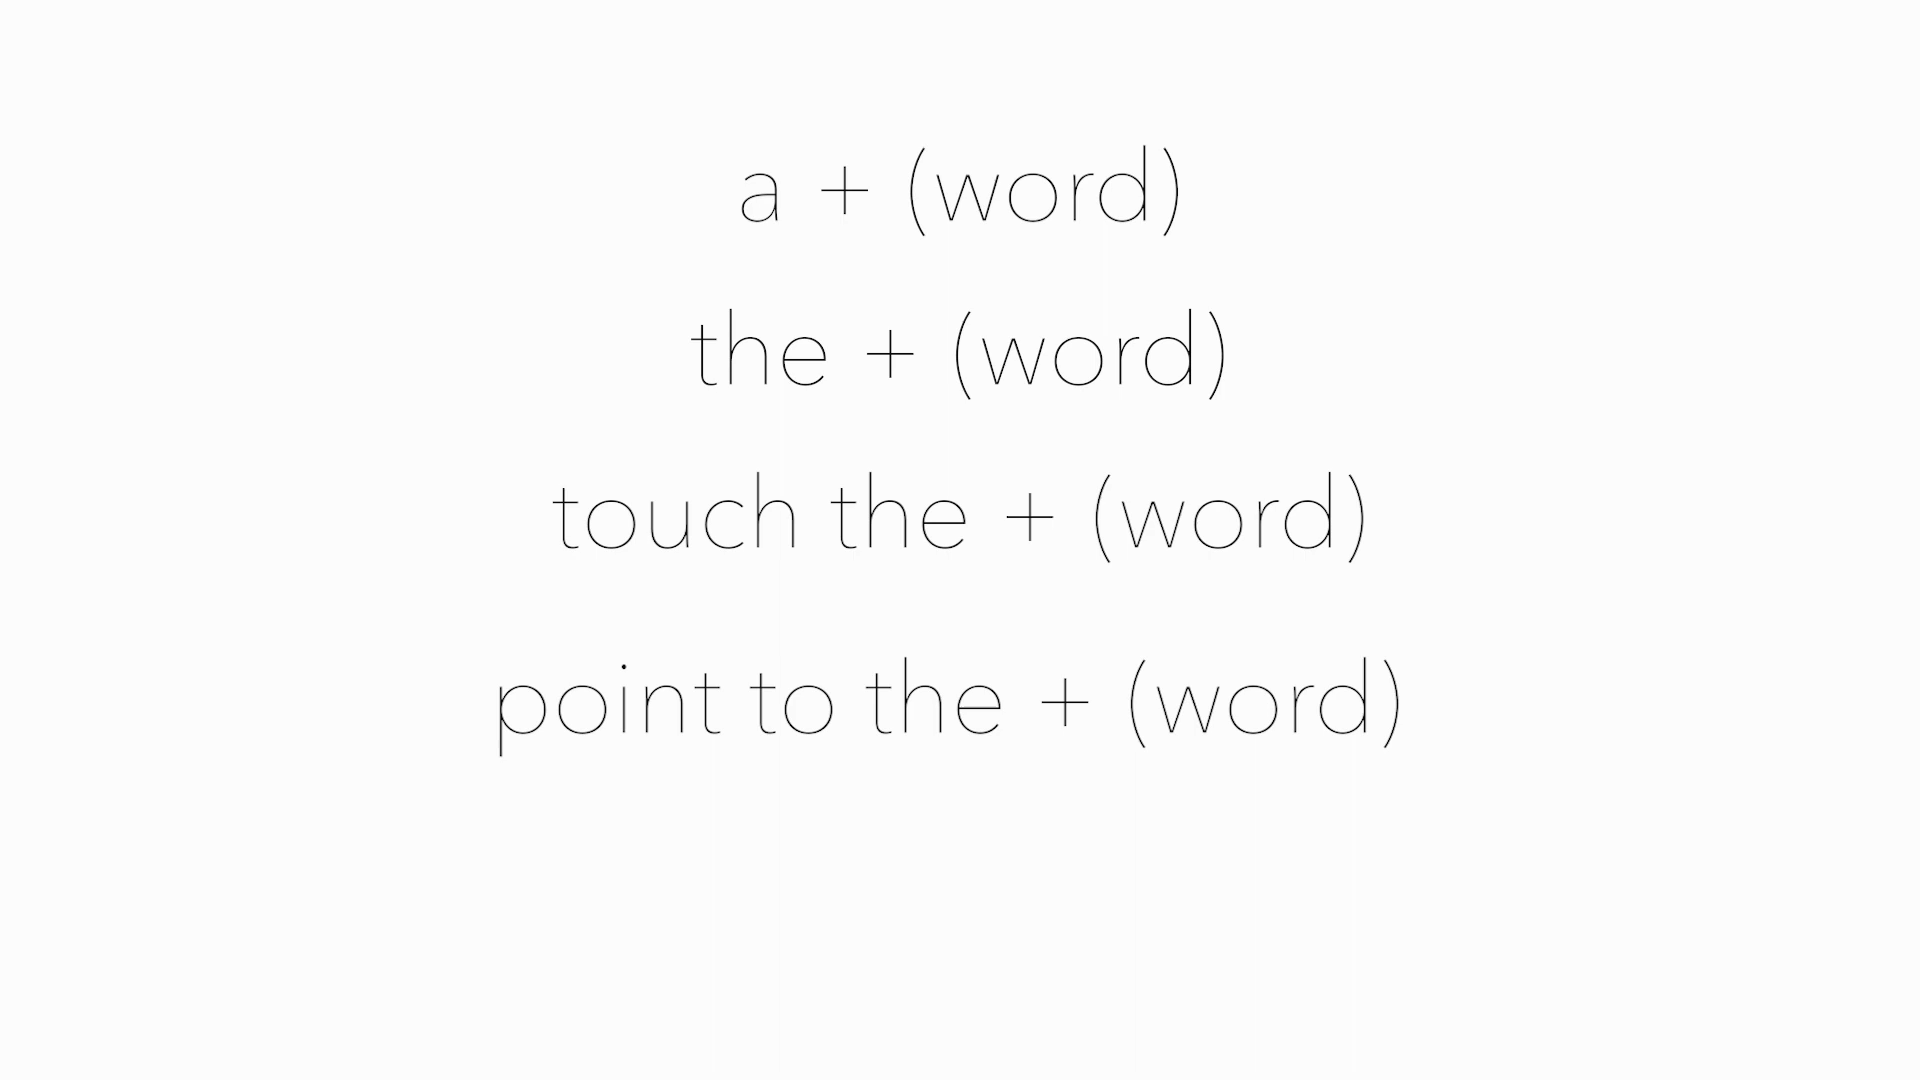 a + (word)
the + (word)
touch the + (word)
point to the + (word)